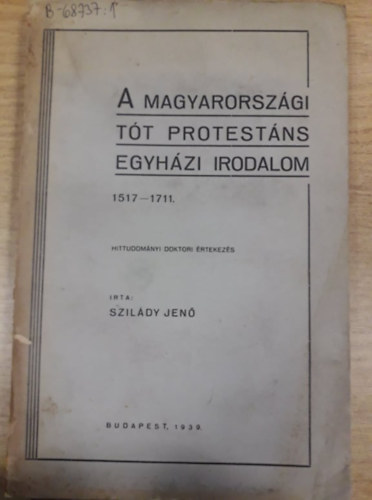 B-68737:1
A MAGYARORSZÁGI
TÓT PROTESTÁNS
EGYHÁZI IRODALOM
1517—1711.
HITTUDOMÁNYI DOKTORI ÉRTEKEZÉS
IRTA:
SZILÁDY JENŐ
BUDAPEST, 1939.